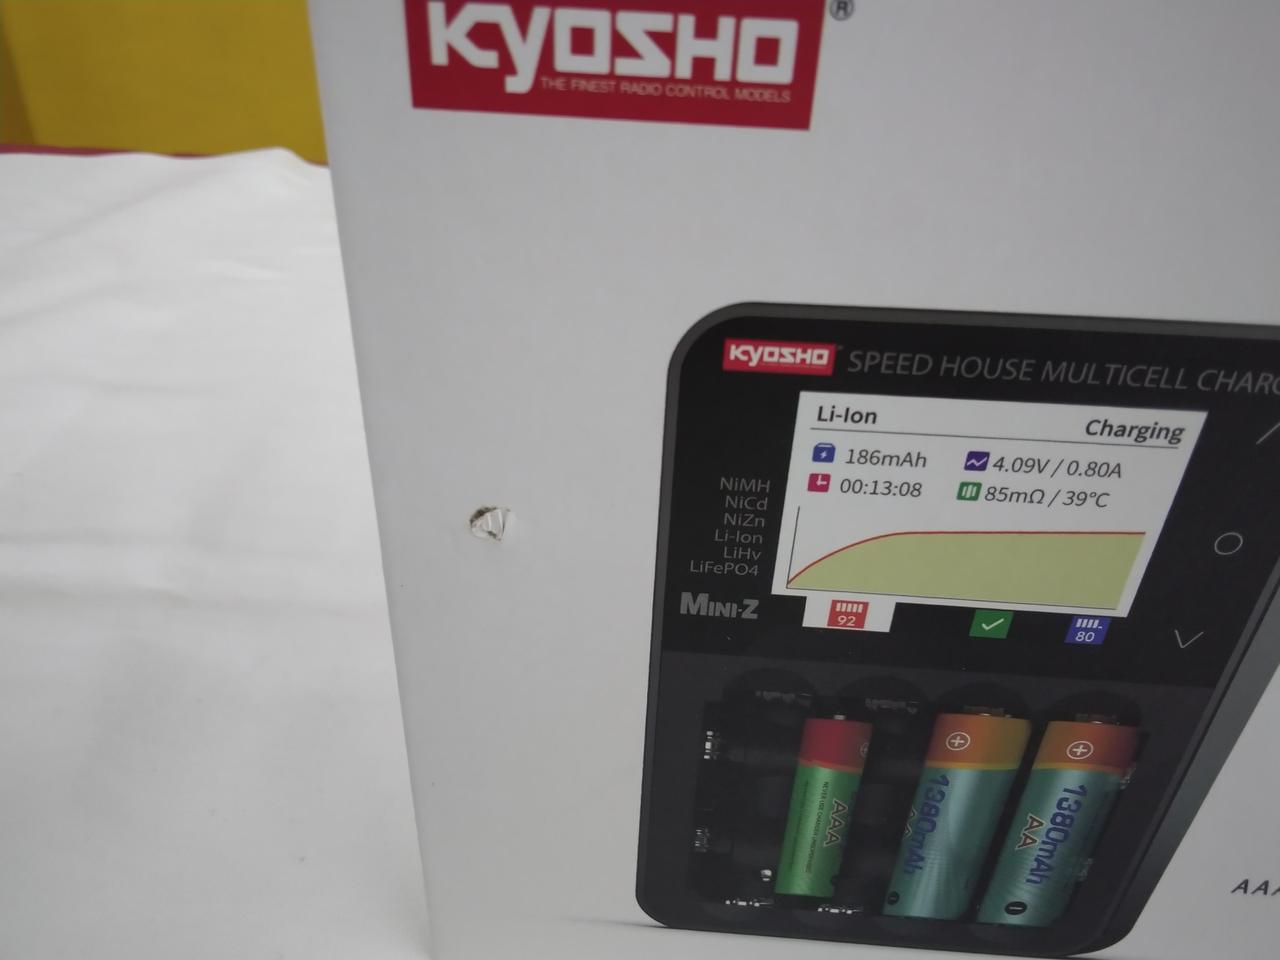 KYOSHO ®
THE FINEST RADIO CONTROL MODELS
KYOSHO SPEED HOUSE MULTICELL CHARG
Li-Ion Charging
186mAh 4.09V / 0.80A
00:13:08 85mΩ / 39°C
NiMH
NiCd
NiZn
Li-Ion
LiHv
LiFePO4
MINI-Z
92
80
AAA
1380mAh
AA
1380mAh
AA
AAA